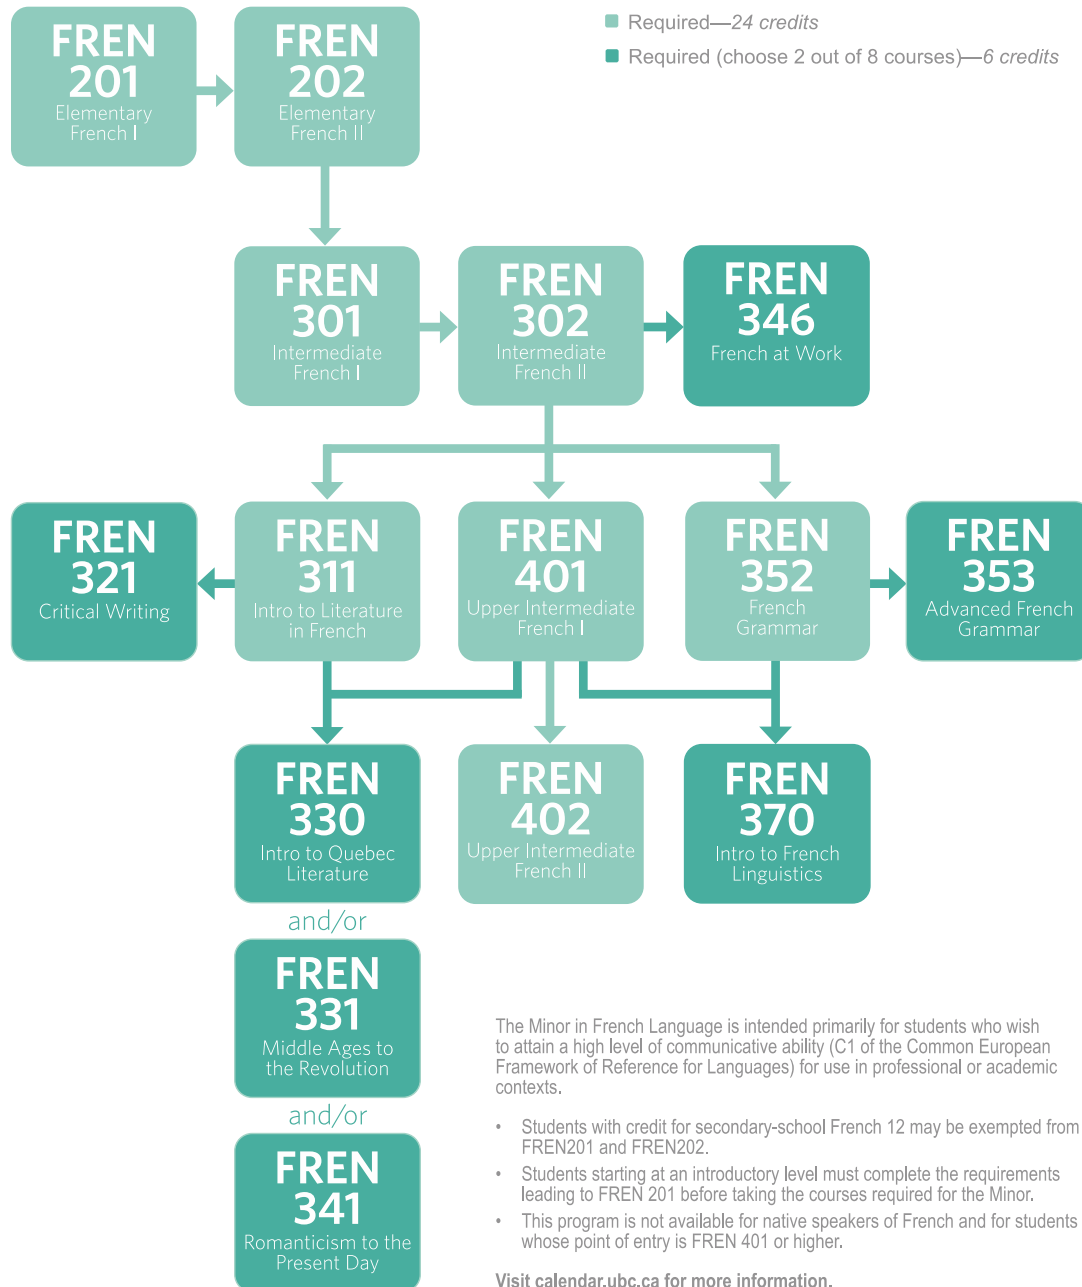 FREN
201
Elementary
French I
FREN
202
Elementary
French II
Required—24 credits
Required (choose 2 out of 8 courses)—6 credits
FREN
301
Intermediate
French I
FREN
302
Intermediate
French II
FREN
346
French at Work
FREN
321
Critical Writing
FREN
311
Intro to Literature
in French
FREN
401
Upper Intermediate
French I
FREN
352
French
Grammar
FREN
353
Advanced French
Grammar
FREN
330
Intro to Quebec
Literature
FREN
402
Upper Intermediate
French II
FREN
370
Intro to French
Linguistics
and/or
FREN
331
Middle Ages to
the Revolution
and/or
FREN
341
Romanticism to the
Present Day
The Minor in French Language is intended primarily for students who wish
to attain a high level of communicative ability (C1 of the Common European
Framework of Reference for Languages) for use in professional or academic
contexts.
• Students with credit for secondary-school French 12 may be exempted from
FREN201 and FREN202.
• Students starting at an introductory level must complete the requirements
leading to FREN 201 before taking the courses required for the Minor.
• This program is not available for native speakers of French and for students
whose point of entry is FREN 401 or higher.
Visit calendar.ubc.ca for more information.